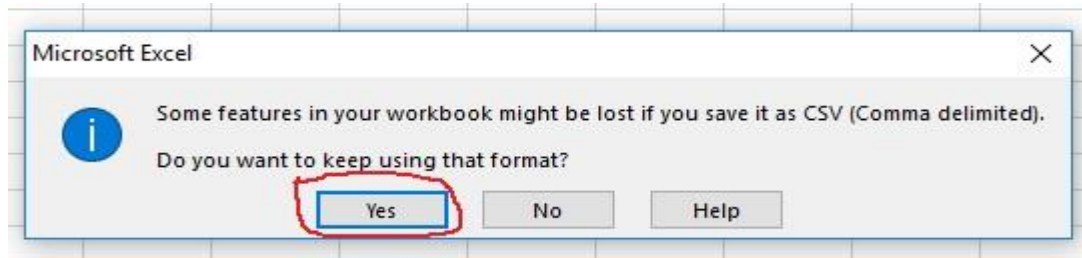 Microsoft Excel
Some features in your workbook might be lost if you save it as CSV (Comma delimited).
Do you want to keep using that format?
Yes No Help